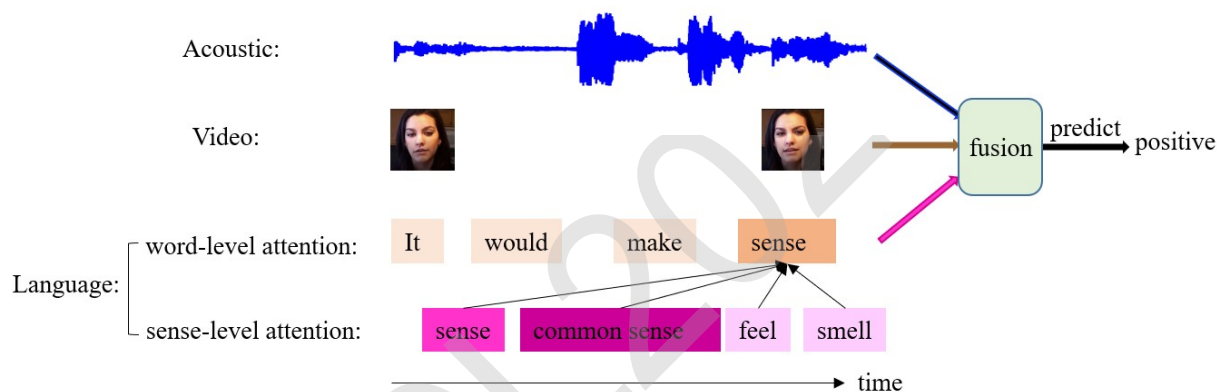 Acoustic:
Video:
predict
fusion
positive
word-level attention: It would make sense
Language:
sense-level attention: sense common sense feel smell
time